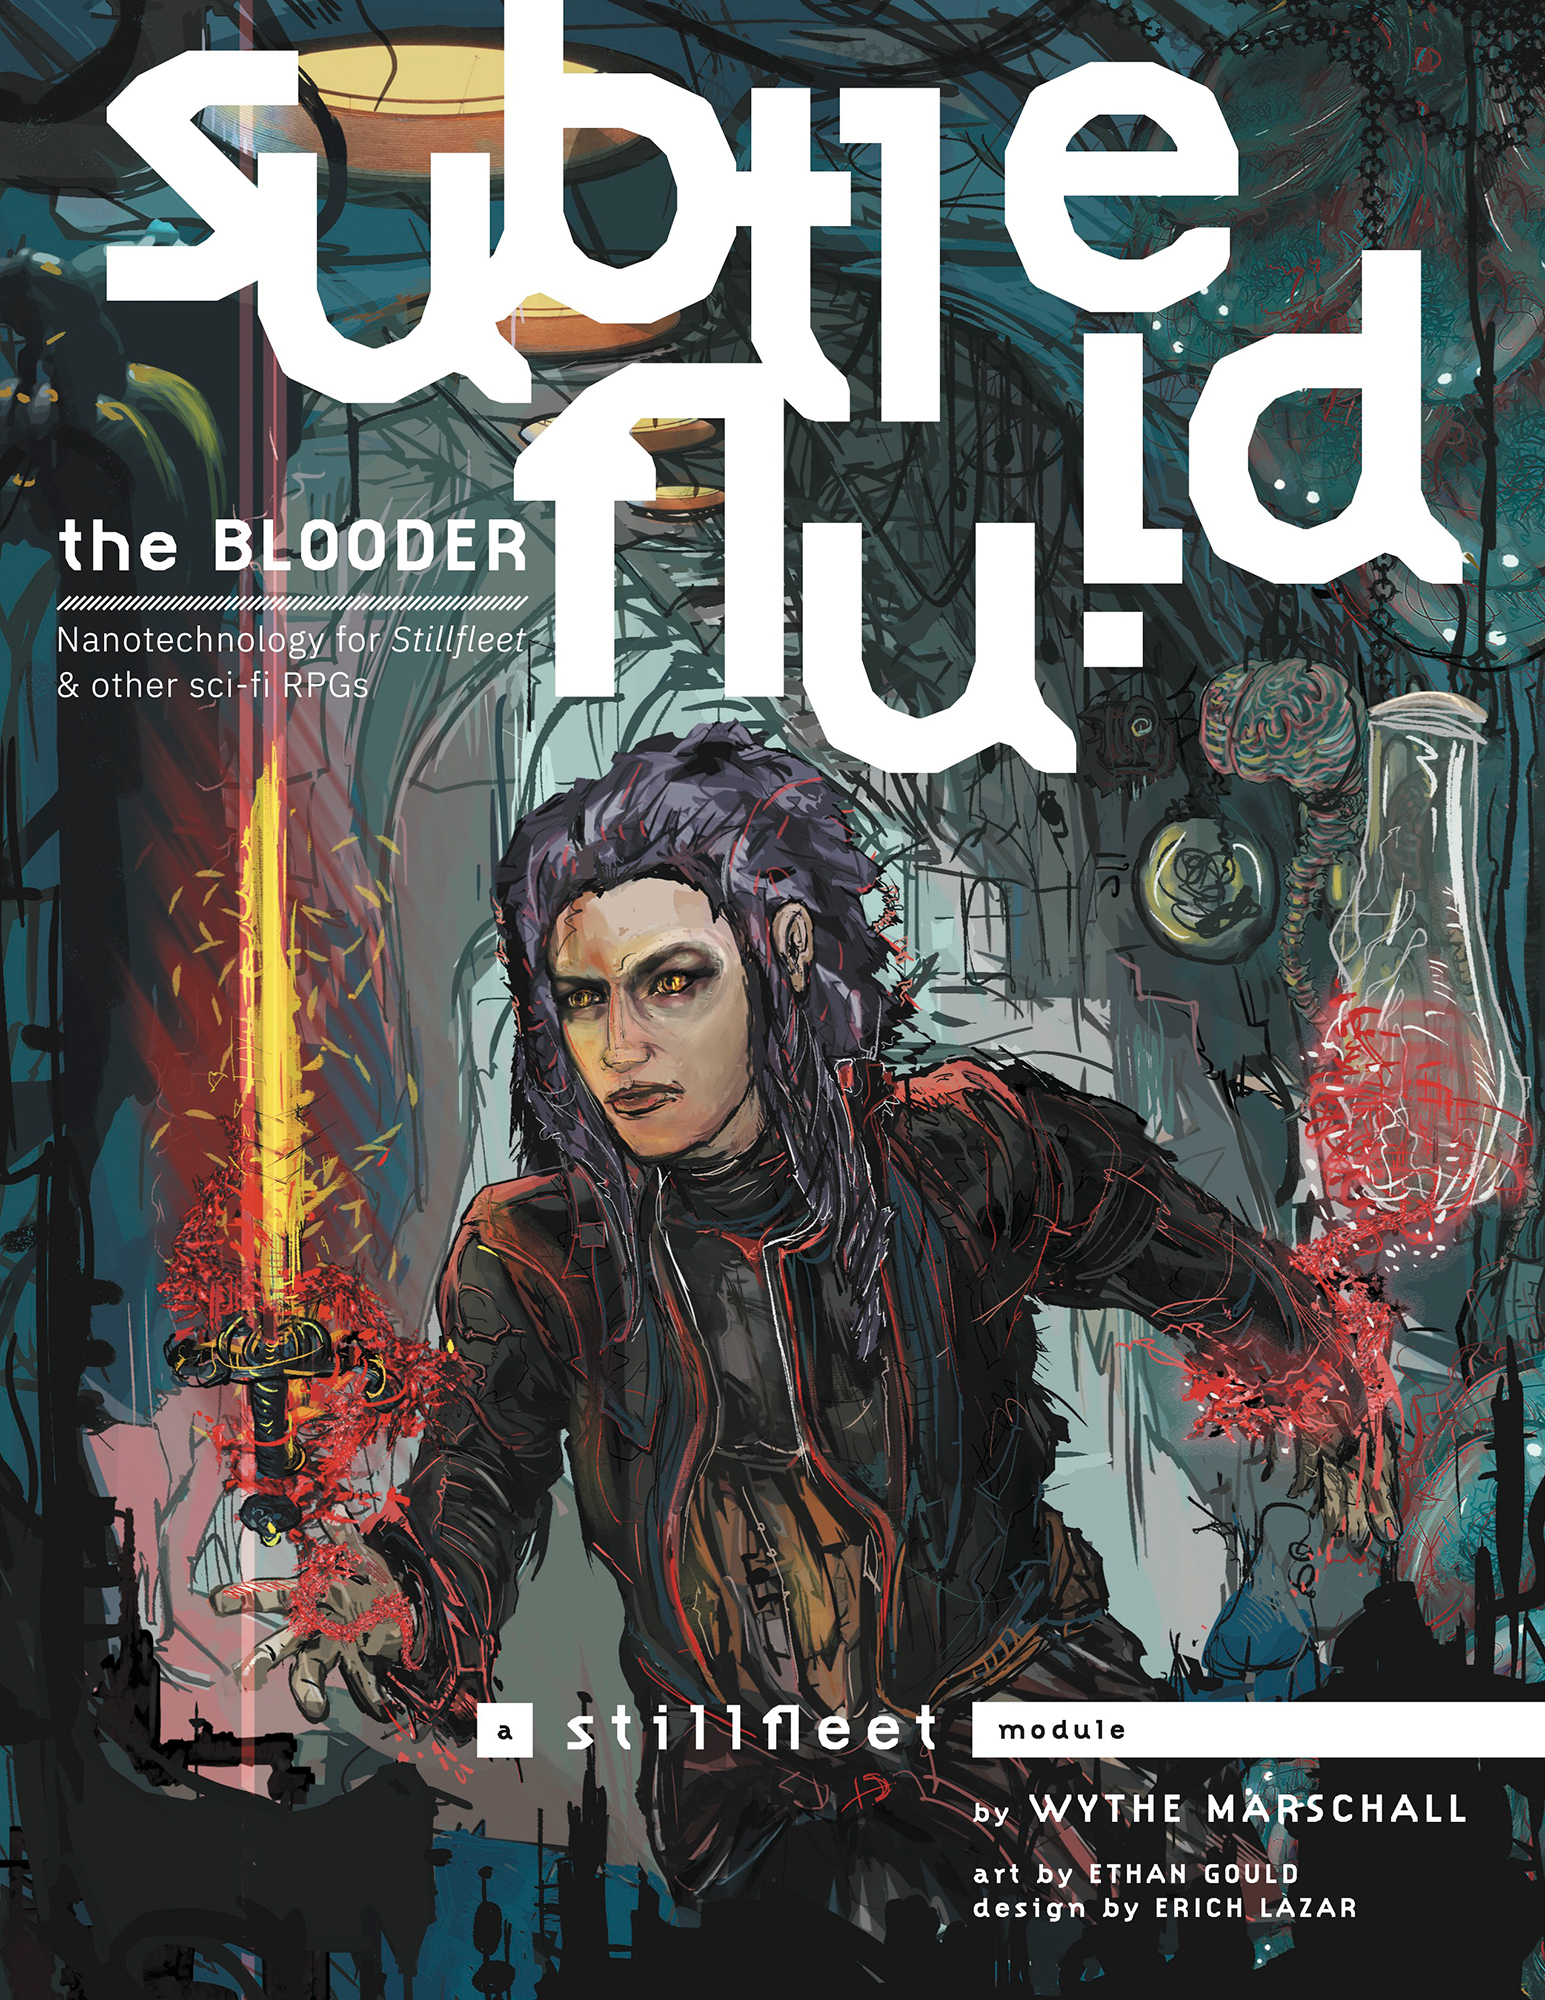 subtle
fluid
the BLOODER
Nanotechnology for Stillfleet
& other sci-fi RPGs
a stillfleet module
by WYTHE MARSCHALL
art by ETHAN GOULD
design by ERICH LAZAR